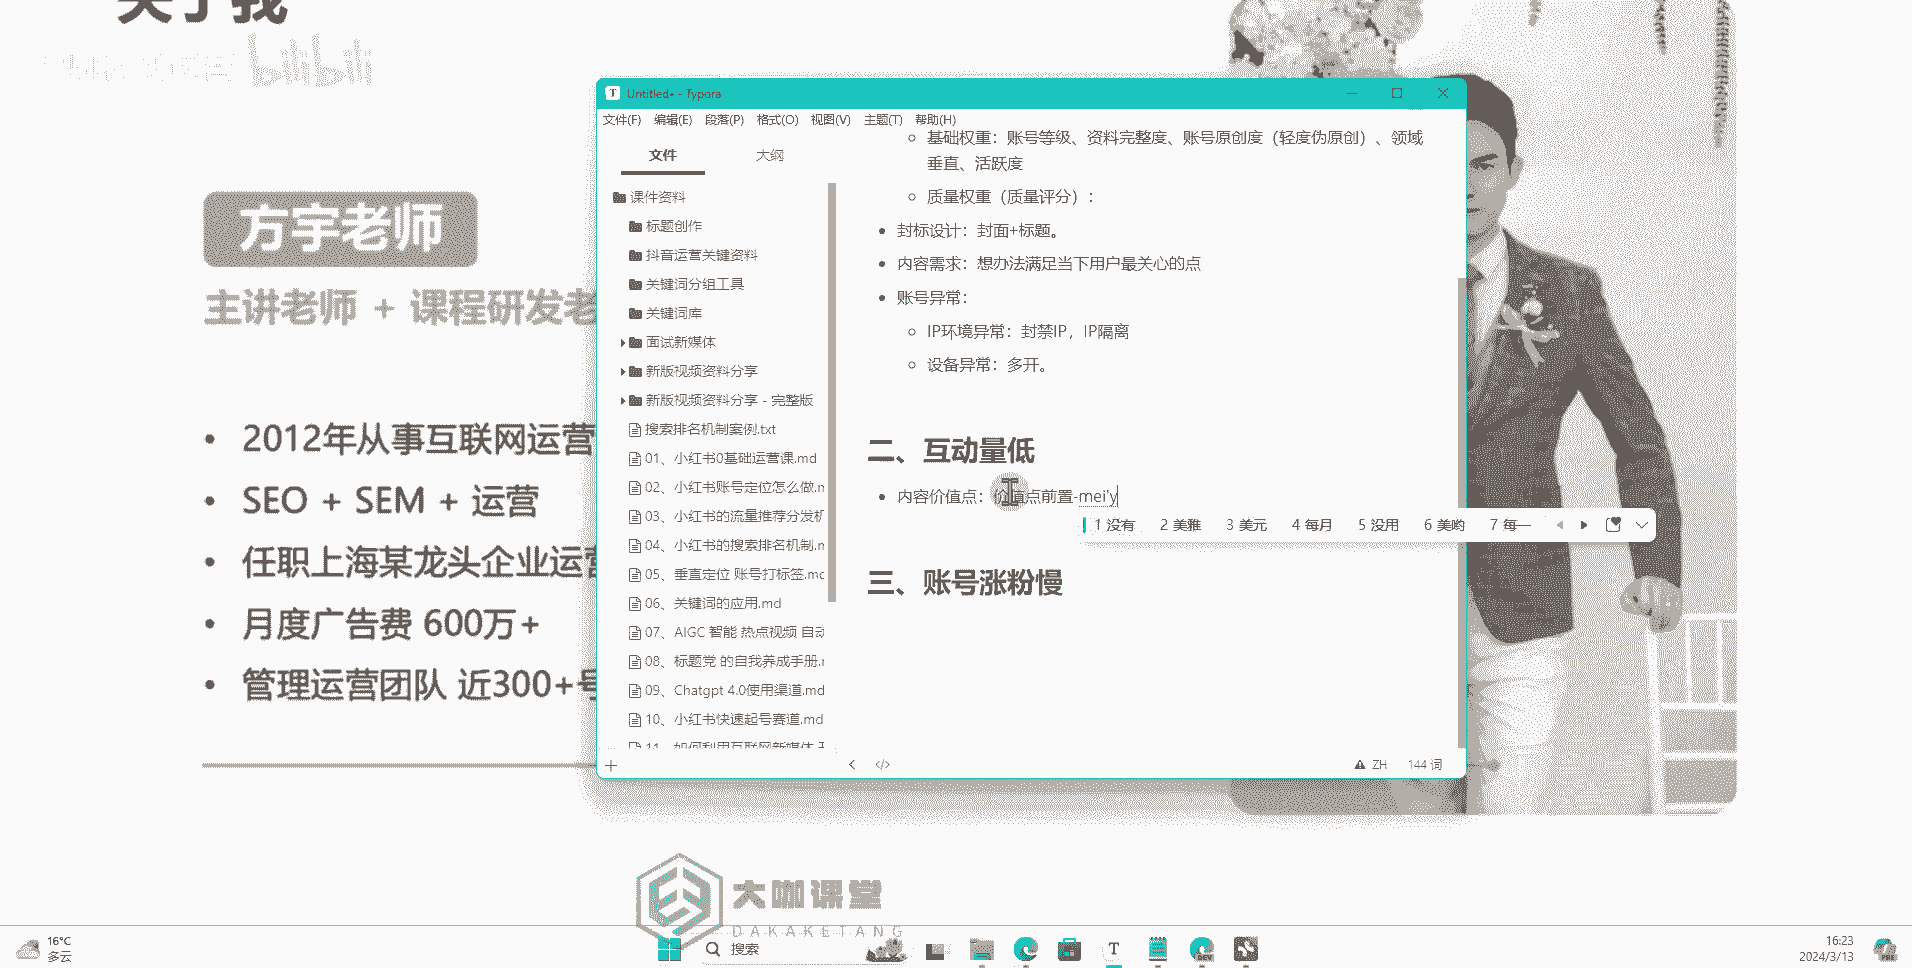 关于我
bilibili
方宇老师
主讲老师 + 课程研发老
• 2012年从事互联网运营
• SEO + SEM + 运营
• 任职上海某龙头企业运营
• 月度广告费 600万+
• 管理运营团队 近300+号
Untitled• - Typora
文件(F) 编辑(E) 段落(P) 格式(O) 视图(V) 主题(T) 帮助(H)
文件 大纲
课件资料
标题创作
抖音运营关键资料
关键词分组工具
关键词库
面试新媒体
新版视频资料分享
新版视频资料分享 - 完整版
搜索排名机制案例.txt
01、小红书0基础运营课.md
02、小红书账号定位怎么做.m
03、小红书的流量推荐分发机
04、小红书的搜索排名机制.m
05、垂直定位 账号打标签.mc
06、关键词的应用.md
07、AIGC 智能 热点视频 自动
08、标题党 的自我养成手册.r
09、Chatgpt 4.0使用渠道.md
10、小红书快速起号赛道.md
11、如何利用互联网新媒体
基础权重：账号等级、资料完整度、账号原创度（轻度伪原创）、领域
垂直、活跃度
质量权重（质量评分）：
• 封标设计：封面+标题。
• 内容需求：想办法满足当下用户最关心的点
• 账号异常：
IP环境异常：封禁IP，IP隔离
设备异常：多开。
二、互动量低
• 内容价值点：价值点前置-mei'y
1 没有 2 美雅 3 美元 4 每月 5 没用 6 美哟 7 每一
三、账号涨粉慢
ZH 144 词
大咖课堂
DAKAKETANG
16°C
多云
搜索
16:23
2024/3/13